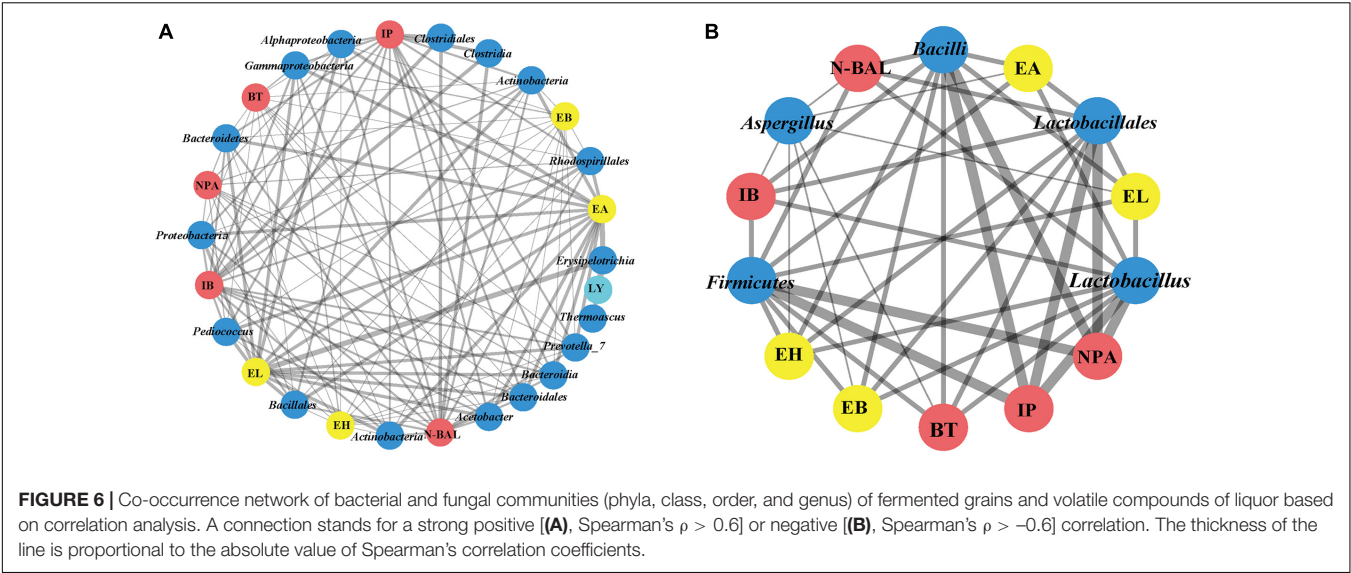 A
IP
Clostridiales
Clostridia
Actinobacteria
EB
Rhodospirillales
EA
Erysipelotrichia
LY
Thermoascus
Prevotella_7
Bacteroidia
Bacteroidales
Acetobacter
N-BAL
Actinobacteria
EH
Bacillales
EL
Pediococcus
IB
Proteobacteria
NPA
Bacteroidetes
BT
Gammaproteobacteria
Alphaproteobacteria
B
Bacilli
EA
Lactobacillales
EL
Lactobacillus
NPA
IP
BT
EB
EH
Firmicutes
IB
Aspergillus
N-BAL
FIGURE 6 | Co-occurrence network of bacterial and fungal communities (phyla, class, order, and genus) of fermented grains and volatile compounds of liquor based
on correlation analysis. A connection stands for a strong positive [(A), Spearman's ρ > 0.6] or negative [(B), Spearman's ρ > –0.6] correlation. The thickness of the
line is proportional to the absolute value of Spearman's correlation coefficients.